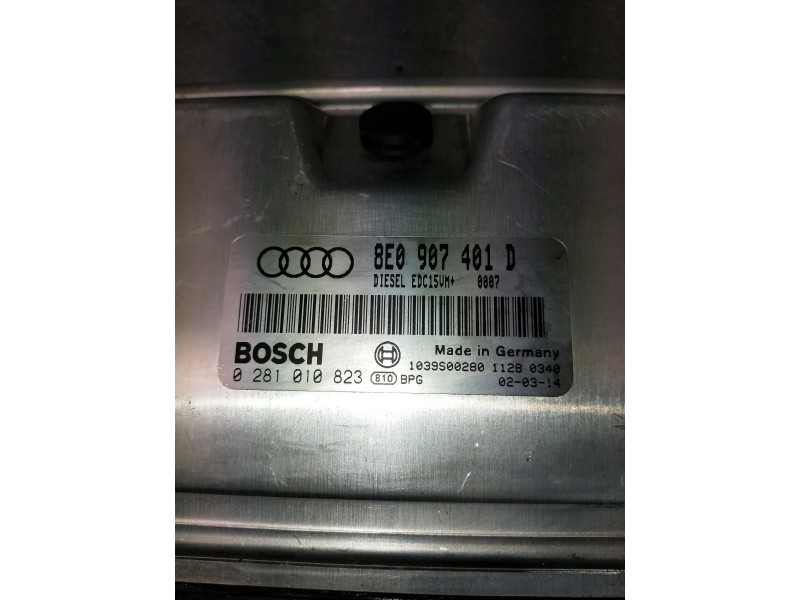 8E0 907 401 D
DIESEL EDC15VM+ 0007
BOSCH
Made in Germany
1039S00280 1128 0340
0 281 010 823 810 BPG
02-03-14